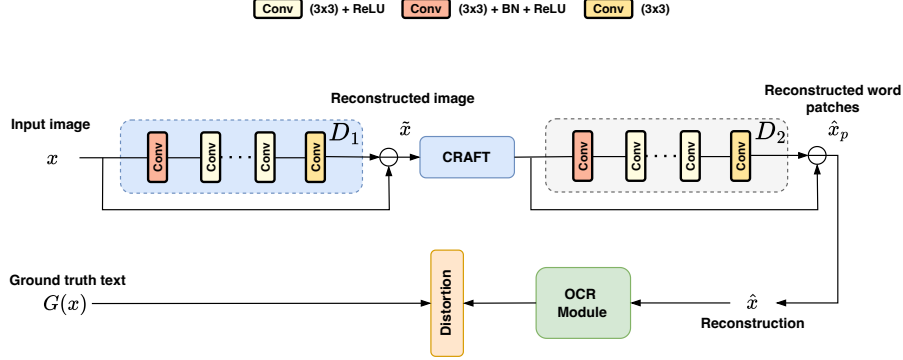 Conv (3x3) + ReLU Conv (3x3) + BN + ReLU Conv (3x3)
Reconstructed word
patches
Reconstructed image
Input image
x
Conv
Conv
Conv
Conv
D₁
x̃
CRAFT
Conv
Conv
Conv
Conv
D₂
x̂ₚ
Ground truth text
G(x)
Distortion
OCR
Module
x̂
Reconstruction